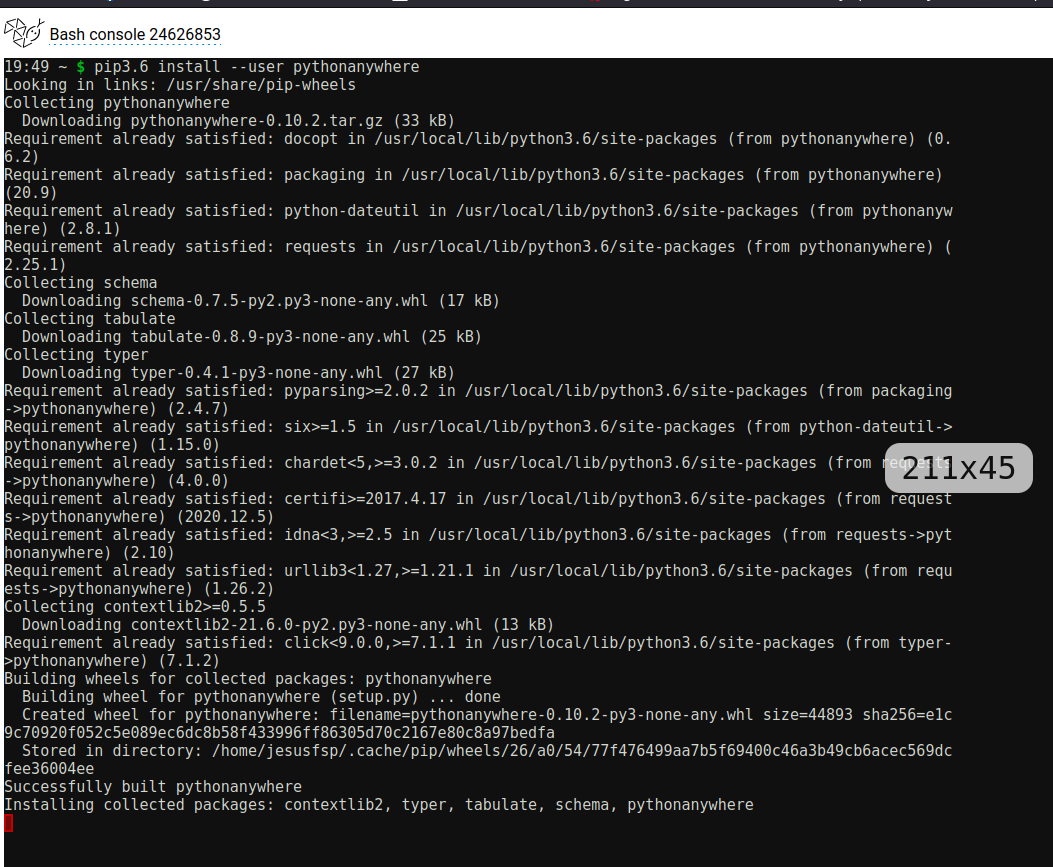 Bash console 24626853
19:49 ~ $ pip3.6 install --user pythonanywhere
Looking in links: /usr/share/pip-wheels
Collecting pythonanywhere
  Downloading pythonanywhere-0.10.2.tar.gz (33 kB)
Requirement already satisfied: docopt in /usr/local/lib/python3.6/site-packages (from pythonanywhere) (0.
6.2)
Requirement already satisfied: packaging in /usr/local/lib/python3.6/site-packages (from pythonanywhere)
(20.9)
Requirement already satisfied: python-dateutil in /usr/local/lib/python3.6/site-packages (from pythonanyw
here) (2.8.1)
Requirement already satisfied: requests in /usr/local/lib/python3.6/site-packages (from pythonanywhere) (
2.25.1)
Collecting schema
  Downloading schema-0.7.5-py2.py3-none-any.whl (17 kB)
Collecting tabulate
  Downloading tabulate-0.8.9-py3-none-any.whl (25 kB)
Collecting typer
  Downloading typer-0.4.1-py3-none-any.whl (27 kB)
Requirement already satisfied: pyparsing>=2.0.2 in /usr/local/lib/python3.6/site-packages (from packaging
->pythonanywhere) (2.4.7)
Requirement already satisfied: six>=1.5 in /usr/local/lib/python3.6/site-packages (from python-dateutil->
pythonanywhere) (1.15.0)
Requirement already satisfied: chardet<5,>=3.0.2 in /usr/local/lib/python3.6/site-packages (from requests
211x45
->pythonanywhere) (4.0.0)
Requirement already satisfied: certifi>=2017.4.17 in /usr/local/lib/python3.6/site-packages (from request
s->pythonanywhere) (2020.12.5)
Requirement already satisfied: idna<3,>=2.5 in /usr/local/lib/python3.6/site-packages (from requests->pyt
honanywhere) (2.10)
Requirement already satisfied: urllib3<1.27,>=1.21.1 in /usr/local/lib/python3.6/site-packages (from requ
ests->pythonanywhere) (1.26.2)
Collecting contextlib2>=0.5.5
  Downloading contextlib2-21.6.0-py2.py3-none-any.whl (13 kB)
Requirement already satisfied: click<9.0.0,>=7.1.1 in /usr/local/lib/python3.6/site-packages (from typer-
>pythonanywhere) (7.1.2)
Building wheels for collected packages: pythonanywhere
  Building wheel for pythonanywhere (setup.py) ... done
  Created wheel for pythonanywhere: filename=pythonanywhere-0.10.2-py3-none-any.whl size=44893 sha256=e1c
9c70920f052c5e089ec6dc8b58f433996ff86305d70c2167e80c8a97bedfa
  Stored in directory: /home/jesusfsp/.cache/pip/wheels/26/a0/54/77f476499aa7b5f69400c46a3b49cb6acec569dc
fee36004ee
Successfully built pythonanywhere
Installing collected packages: contextlib2, typer, tabulate, schema, pythonanywhere